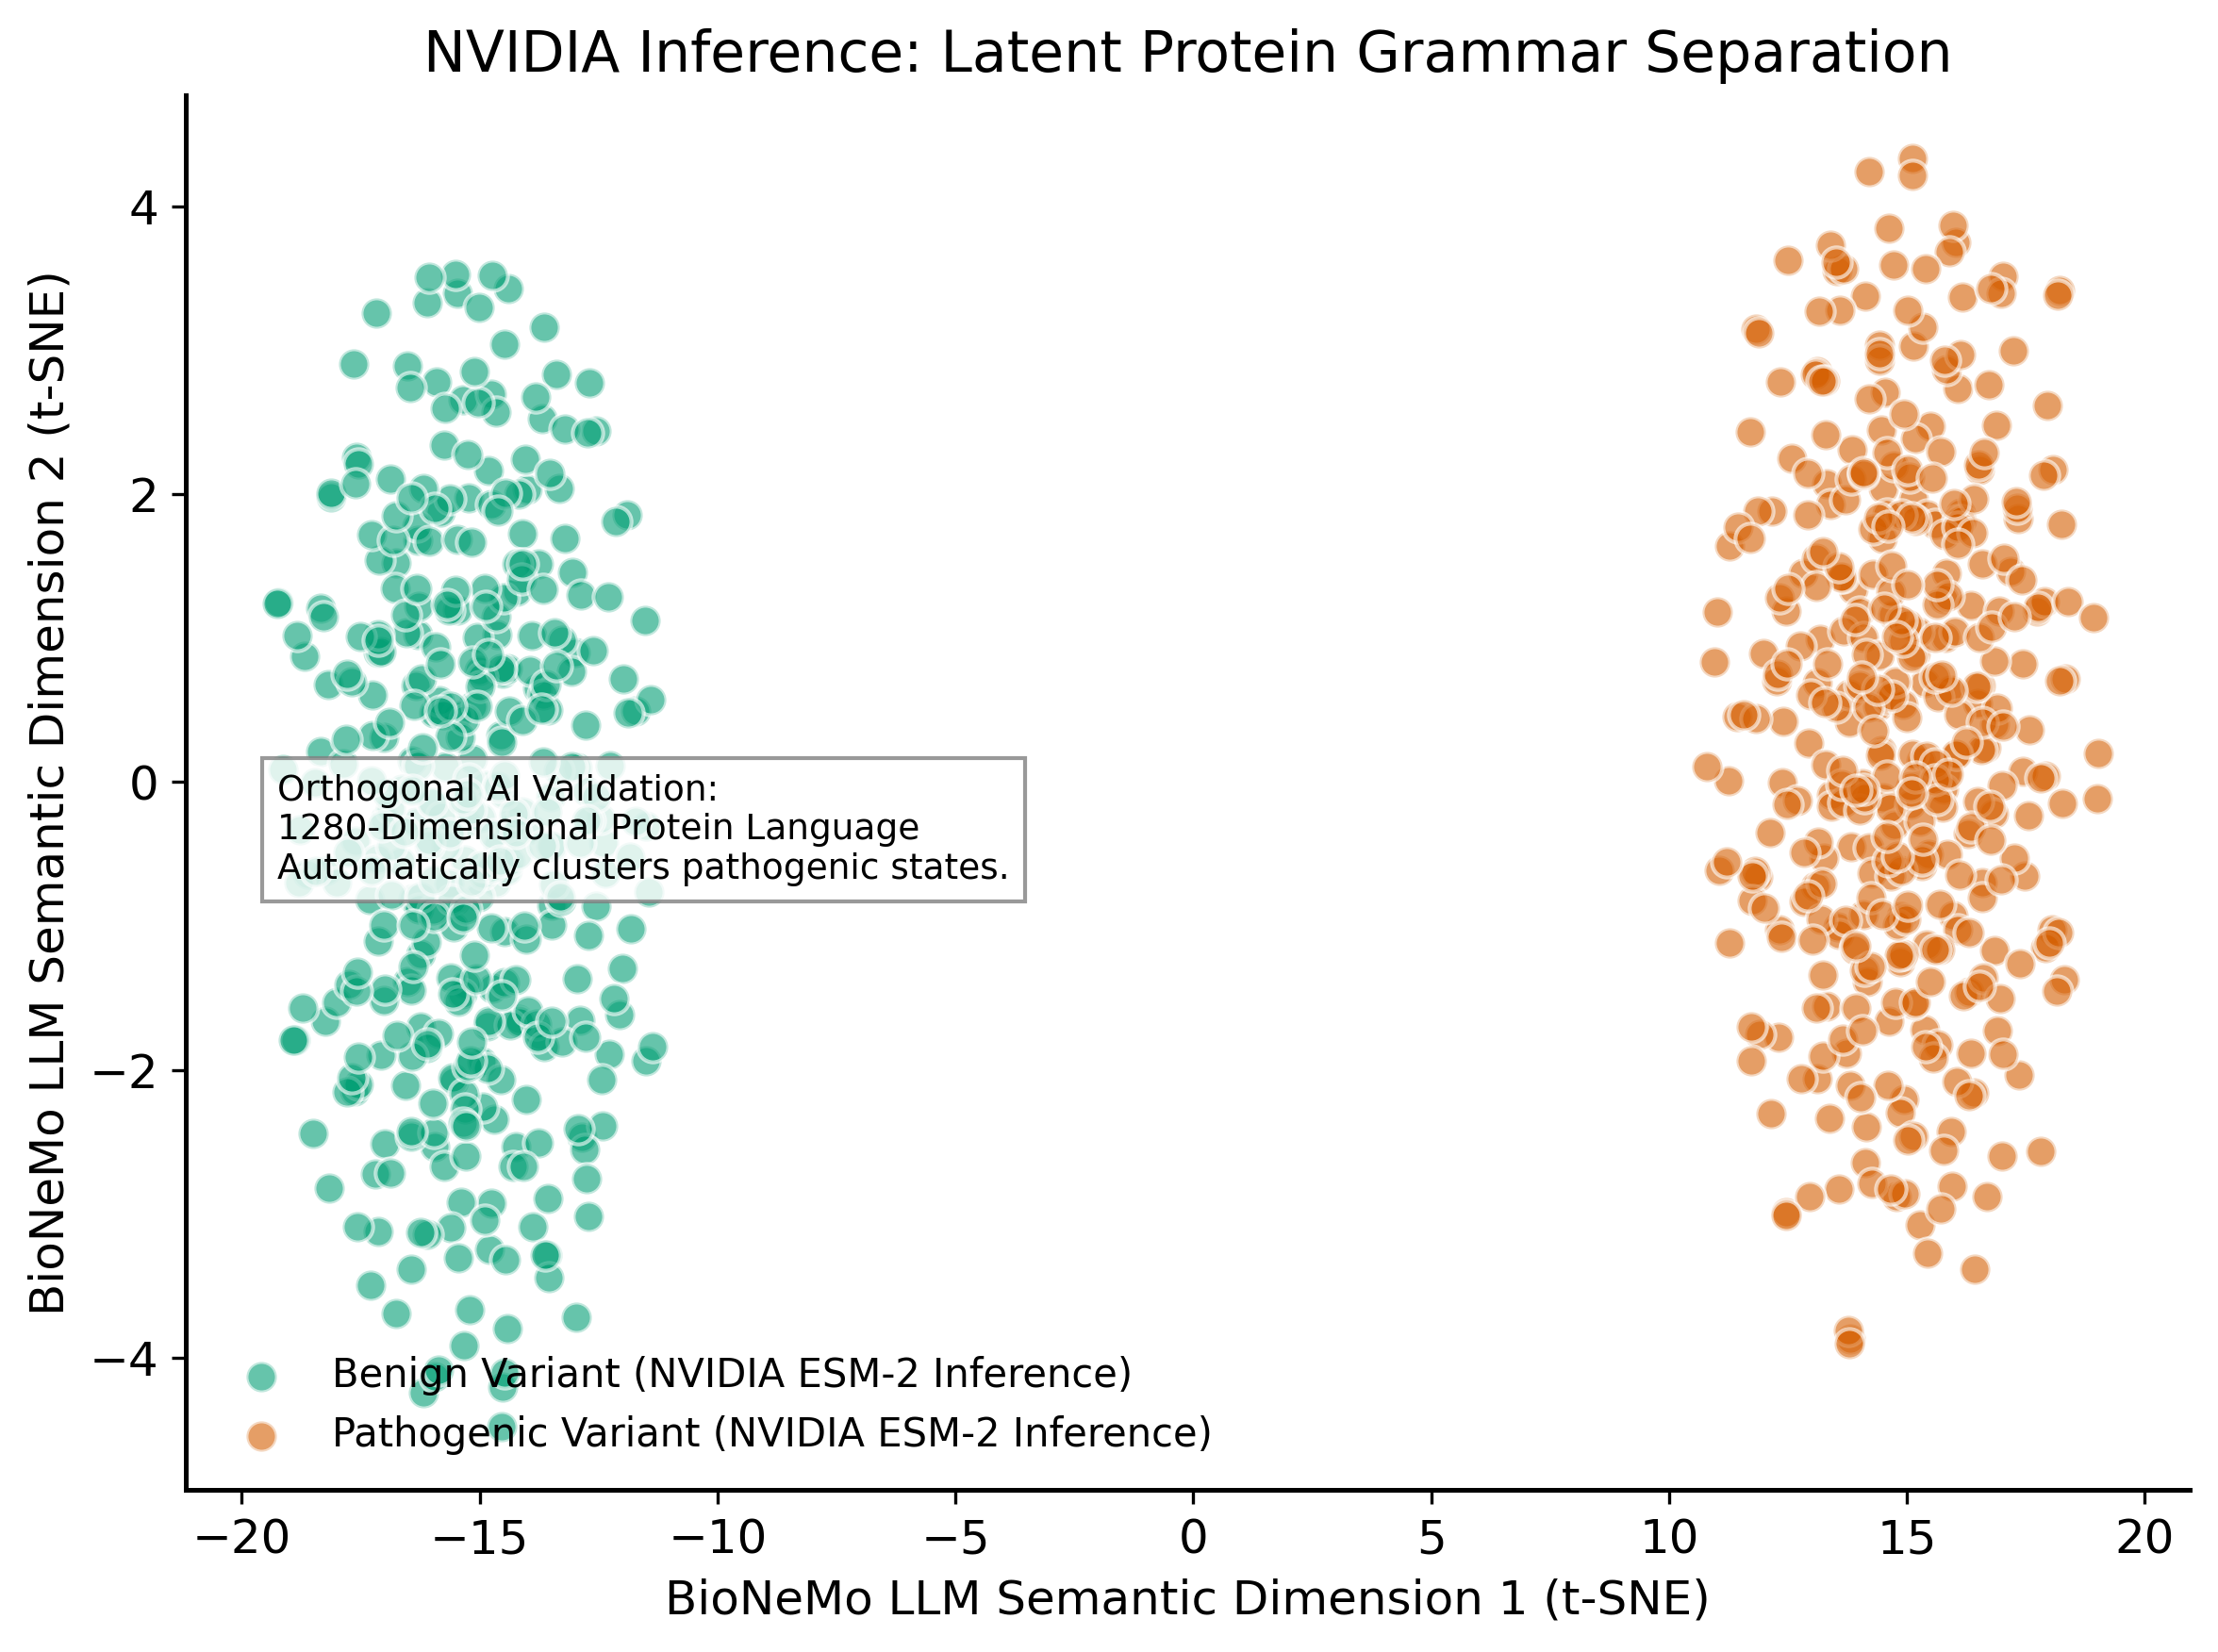 NVIDIA Inference: Latent Protein Grammar Separation
BioNeMo LLM Semantic Dimension 2 (t-SNE)
4
2
0
−2
−4
Orthogonal AI Validation:
1280-Dimensional Protein Language
Automatically clusters pathogenic states.
Benign Variant (NVIDIA ESM-2 Inference)
Pathogenic Variant (NVIDIA ESM-2 Inference)
−20 −15 −10 −5 0 5 10 15 20
BioNeMo LLM Semantic Dimension 1 (t-SNE)